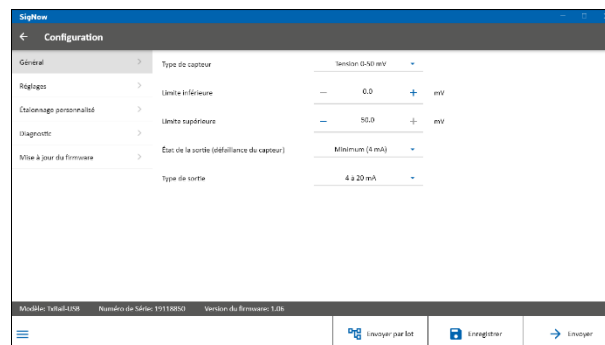 SigNow
Configuration
Général
Réglages
Étalonnage personnalisé
Diagnostic
Mise à jour du firmware
Type de capteur Tension 0-50 mV
Limite inférieure − 0.0 + mV
Limite supérieure − 50.0 + mV
État de la sortie (défaillance du capteur) Minimum (4 mA)
Type de sortie 4 à 20 mA
Modèle: TxRail-USB Numéro de Série: 19118850 Version du firmware: 1.06
Envoyer par lot Enregistrer Envoyer